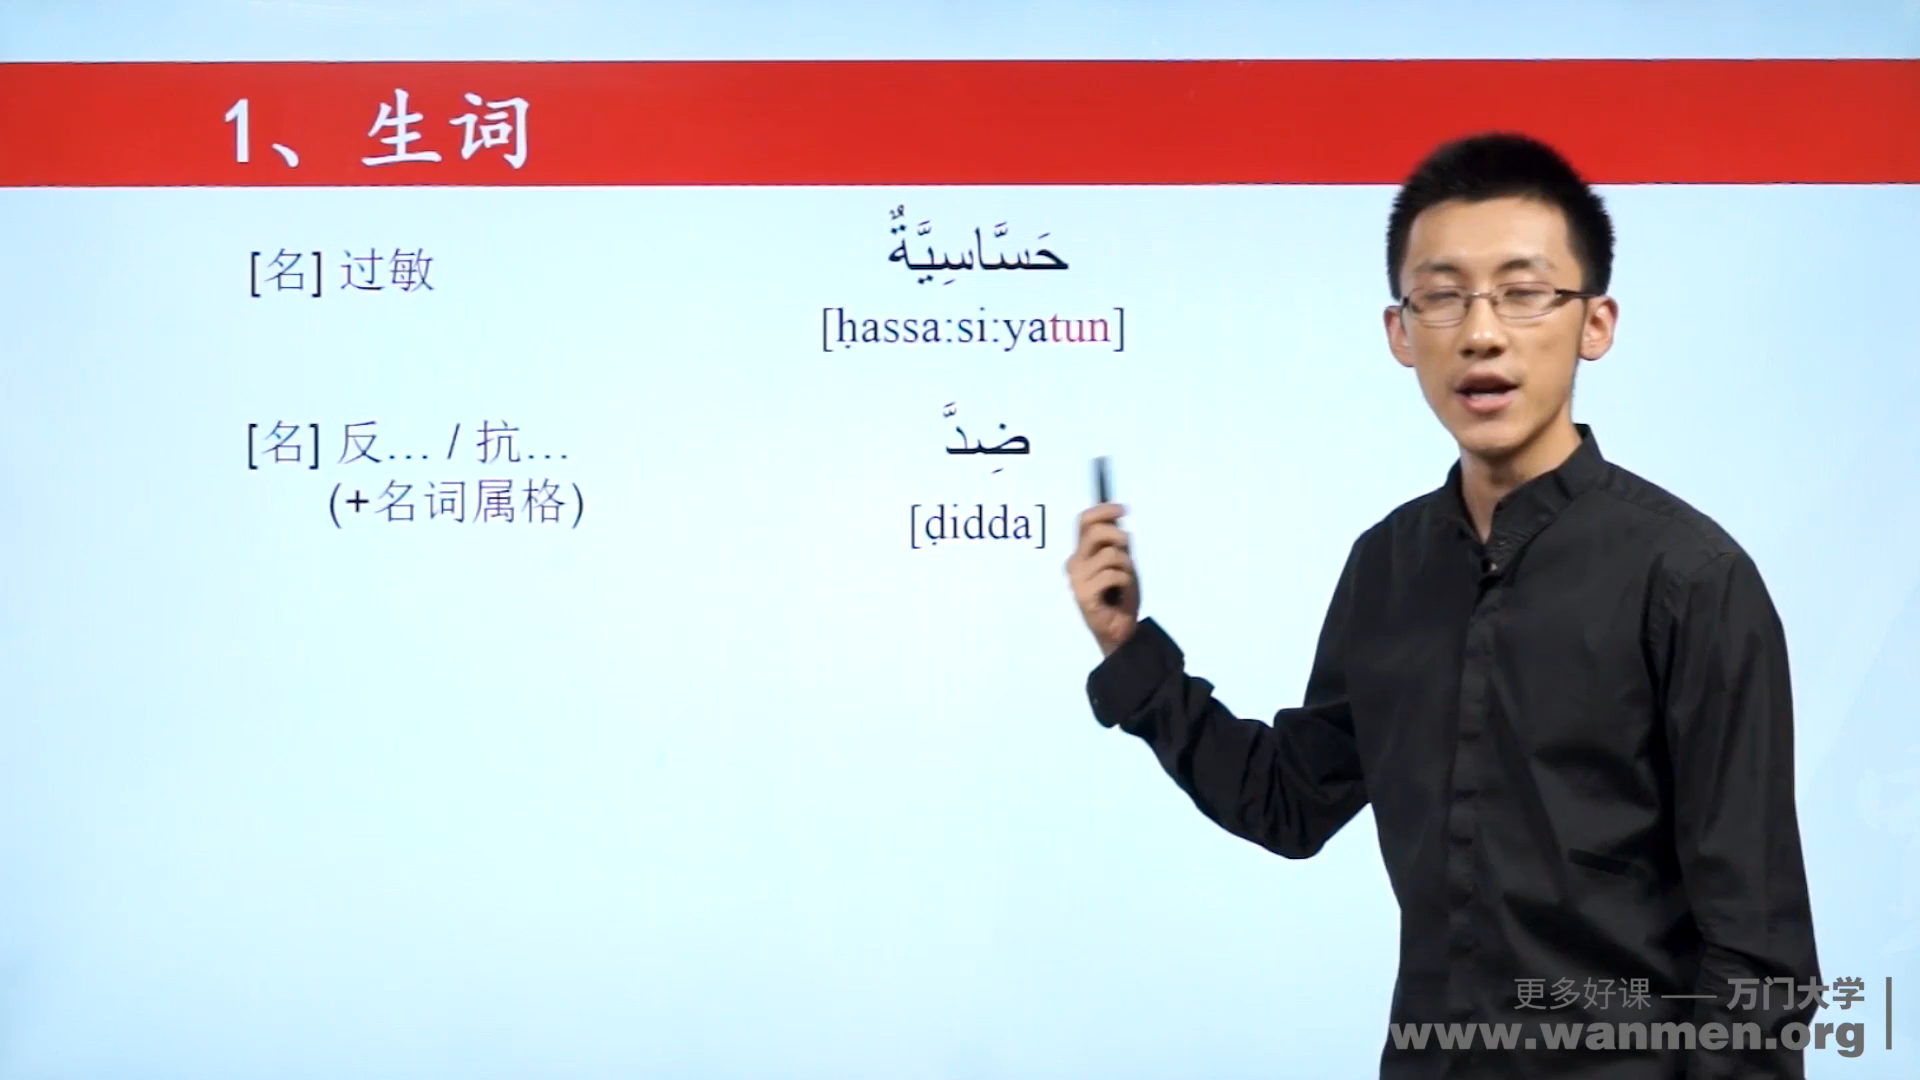 1、生词
[名] 过敏
حَسَّاسِيَّةٌ
[ḥassa:si:yatun]
[名] 反... / 抗...
(+名词属格)
ضِدَّ
[ḍidda]
更多好课 —— 万门大学
www.wanmen.org